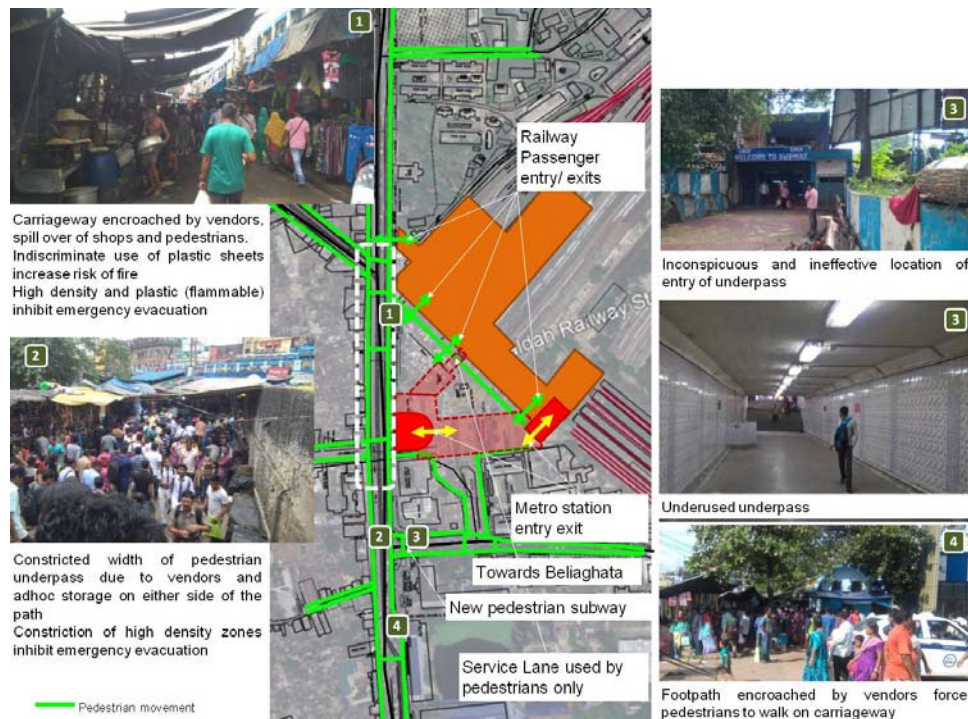 1
Carriageway encroached by vendors,
spill over of shops and pedestrians.
Indiscriminate use of plastic sheets
increase risk of fire
High density and plastic (flammable)
inhibit emergency evacuation
2
Constricted width of pedestrian
underpass due to vendors and
adhoc storage on either side of the
path
Constriction of high density zones
inhibit emergency evacuation
Pedestrian movement
Railway
Passenger
entry/ exits
1
ldah Railway St
Metro station
entry exit
2
3
Towards Beliaghata
New pedestrian subway
4
Service Lane used by
pedestrians only
3
WELCOME TO SUBWAY
Inconspicuous and ineffective location of
entry of underpass
3
Underused underpass
4
Footpath encroached by vendors force
pedestrians to walk on carriageway